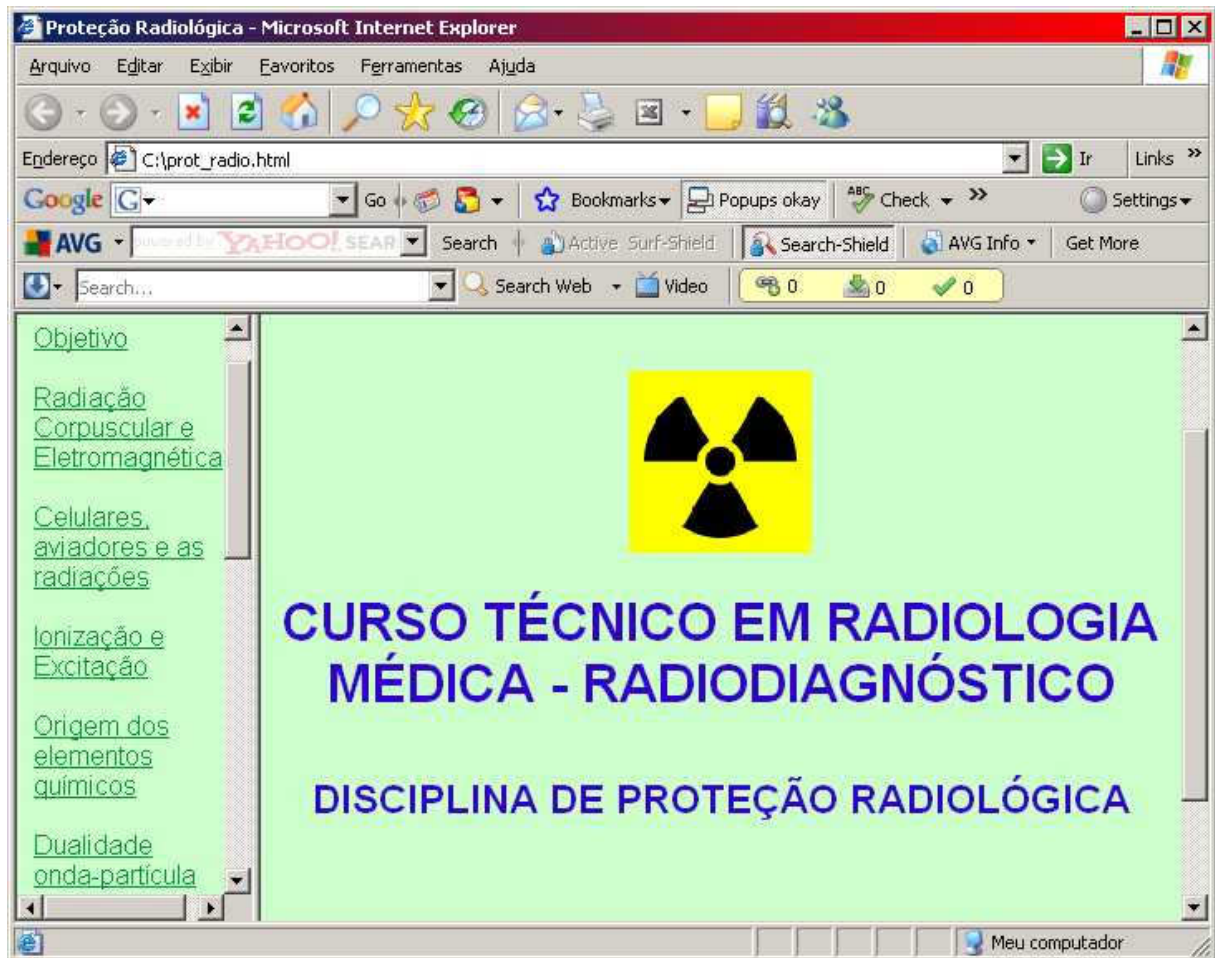 Proteção Radiológica - Microsoft Internet Explorer
Arquivo Editar Exibir Favoritos Ferramentas Ajuda
Endereço C:\prot_radio.html Ir Links »
Google G Go Bookmarks Popups okay ABC Check » Settings
AVG powered by YAHOO! SEAR Search Active Surf-Shield Search-Shield AVG Info Get More
Search... Search Web Video 0 0 0
Objetivo
Radiação
Corpuscular e
Eletromagnética
Celulares,
aviadores e as
radiações
Ionização e
Excitação
Origem dos
elementos
químicos
Dualidade
onda-partícula
CURSO TÉCNICO EM RADIOLOGIA
MÉDICA - RADIODIAGNÓSTICO
DISCIPLINA DE PROTEÇÃO RADIOLÓGICA
Meu computador